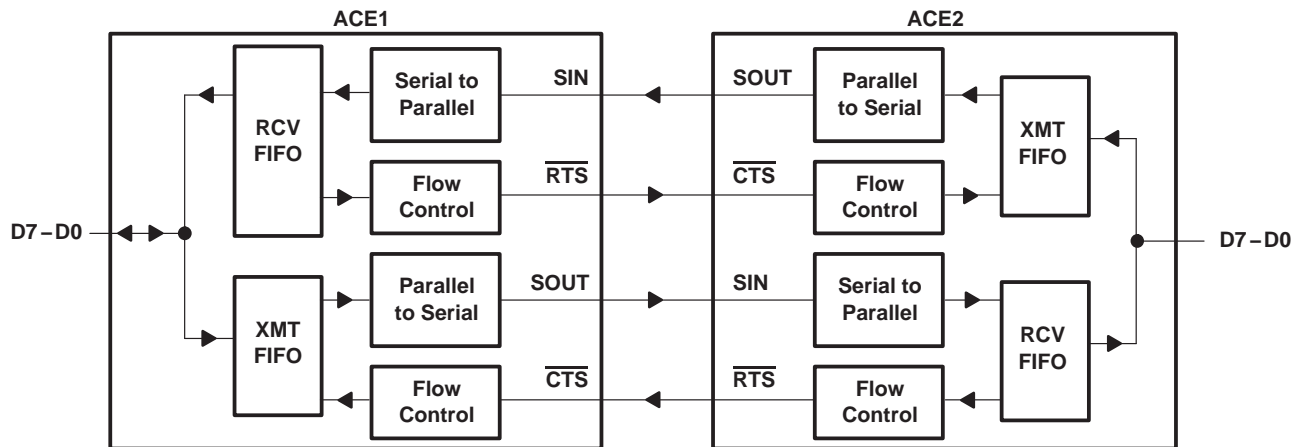 ACE1
ACE2
RCV
FIFO
Serial to
Parallel
SIN
SOUT
Parallel
to Serial
XMT
FIFO
Flow
Control
RTS
CTS
Flow
Control
D7–D0
D7–D0
XMT
FIFO
Parallel
to Serial
SOUT
SIN
Serial to
Parallel
RCV
FIFO
Flow
Control
CTS
RTS
Flow
Control